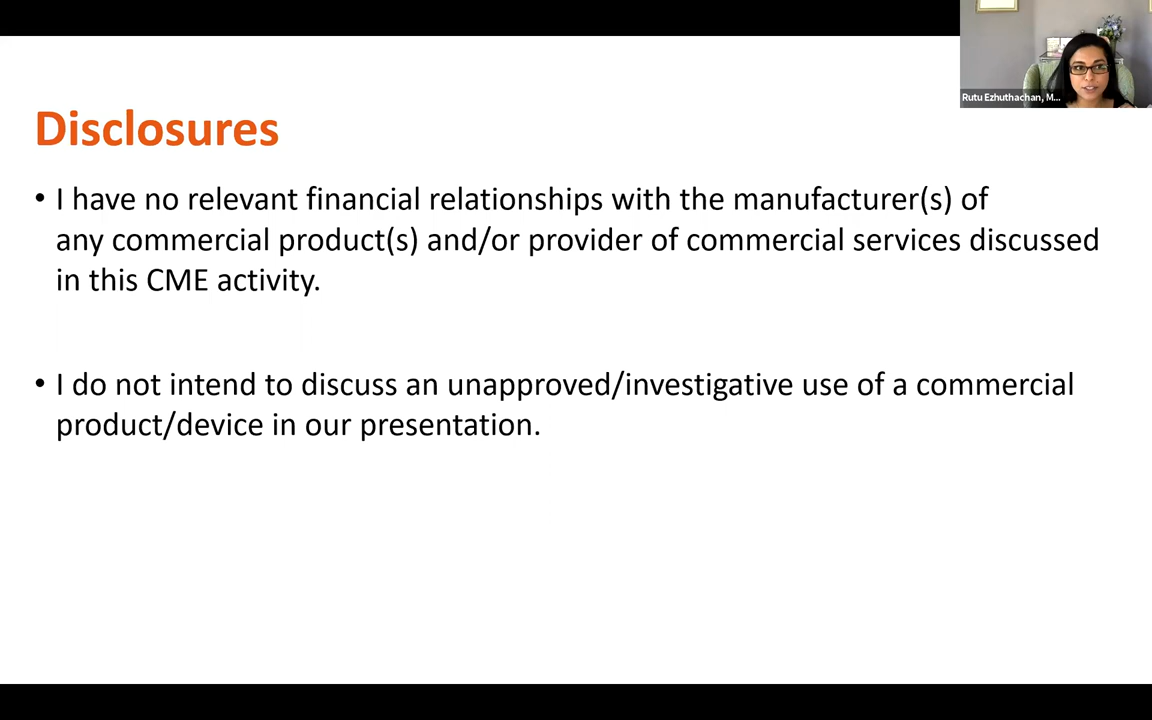 Rutu Ezhuthachan, M...
Disclosures
• I have no relevant financial relationships with the manufacturer(s) of
any commercial product(s) and/or provider of commercial services discussed
in this CME activity.
• I do not intend to discuss an unapproved/investigative use of a commercial
product/device in our presentation.